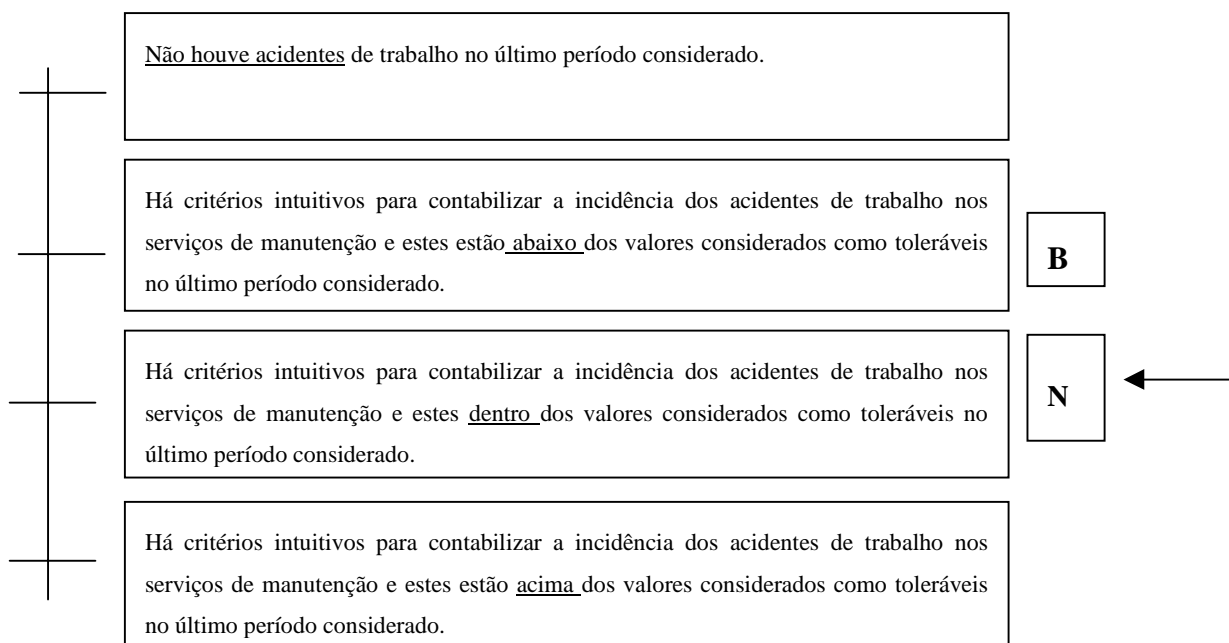 Não houve acidentes de trabalho no último período considerado.
Há critérios intuitivos para contabilizar a incidência dos acidentes de trabalho nos
serviços de manutenção e estes estão abaixo dos valores considerados como toleráveis
no último período considerado.
B
Há critérios intuitivos para contabilizar a incidência dos acidentes de trabalho nos
serviços de manutenção e estes dentro dos valores considerados como toleráveis no
último período considerado.
N
Há critérios intuitivos para contabilizar a incidência dos acidentes de trabalho nos
serviços de manutenção e estes estão acima dos valores considerados como toleráveis
no último período considerado.